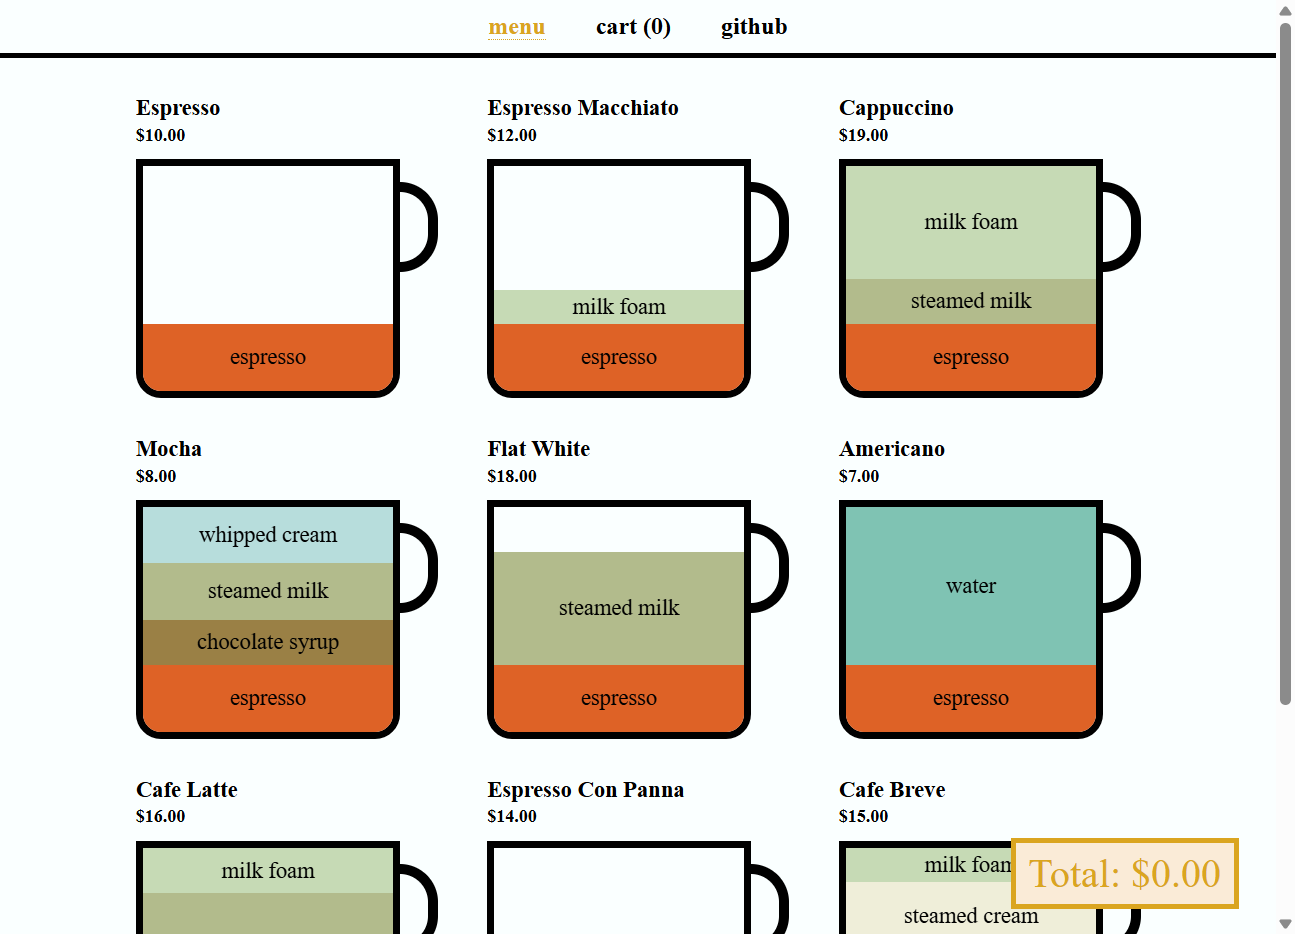 menu cart (0) github
Espresso
$10.00
espresso
Espresso Macchiato
$12.00
milk foam
espresso
Cappuccino
$19.00
milk foam
steamed milk
espresso
Mocha
$8.00
whipped cream
steamed milk
chocolate syrup
espresso
Flat White
$18.00
steamed milk
espresso
Americano
$7.00
water
espresso
Cafe Latte
$16.00
milk foam
Espresso Con Panna
$14.00
Cafe Breve
$15.00
milk foam
steamed cream
Total: $0.00